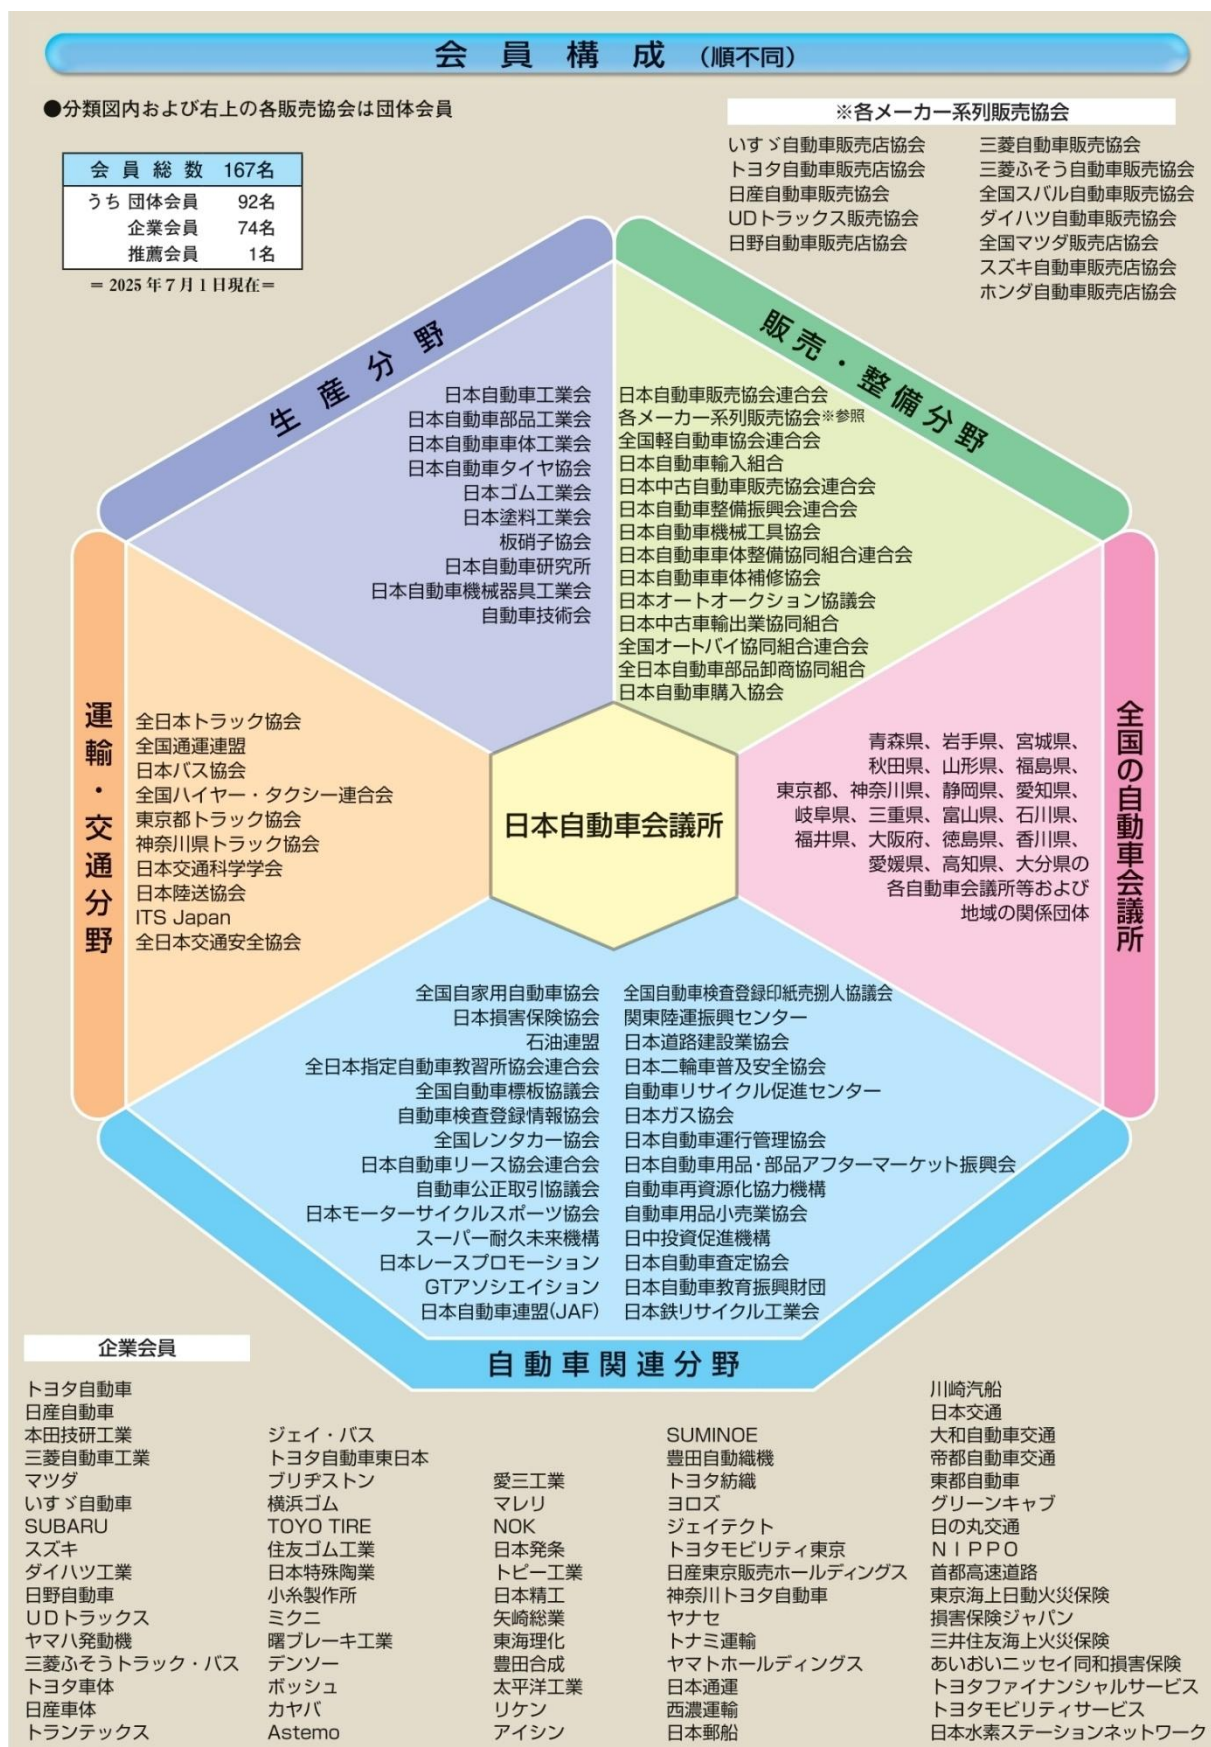 会員構成（順不同）
●分類図内および右上の各販売協会は団体会員
会員総数 167名
うち 団体会員 92名
企業会員 74名
推薦会員 1名
＝2025年7月1日現在＝
※各メーカー系列販売協会
いすゞ自動車販売店協会
トヨタ自動車販売店協会
日産自動車販売協会
UDトラックス販売協会
日野自動車販売店協会
三菱自動車販売協会
三菱ふそう自動車販売協会
全国スバル自動車販売協会
ダイハツ自動車販売協会
全国マツダ販売店協会
スズキ自動車販売店協会
ホンダ自動車販売店協会
生産分野
日本自動車工業会
日本自動車部品工業会
日本自動車車体工業会
日本自動車タイヤ協会
日本ゴム工業会
日本塗料工業会
板硝子協会
日本自動車研究所
日本自動車機械器具工業会
自動車技術会
販売・整備分野
日本自動車販売協会連合会
各メーカー系列販売協会※参照
全国軽自動車協会連合会
日本自動車輸入組合
日本中古自動車販売協会連合会
日本自動車整備振興会連合会
日本自動車機械工具協会
日本自動車車体整備協同組合連合会
日本自動車車体補修協会
日本オートオークション協議会
日本中古車輸出業協同組合
全国オートバイ協同組合連合会
全日本自動車部品卸商協同組合
日本自動車購入協会
運輸・交通分野
全日本トラック協会
全国通運連盟
日本バス協会
全国ハイヤー・タクシー連合会
東京都トラック協会
神奈川県トラック協会
日本交通科学学会
日本陸送協会
ITS Japan
全日本交通安全協会
日本自動車会議所
全国の自動車会議所
青森県、岩手県、宮城県、
秋田県、山形県、福島県、
東京都、神奈川県、静岡県、愛知県、
岐阜県、三重県、富山県、石川県、
福井県、大阪府、徳島県、香川県、
愛媛県、高知県、大分県の
各自動車会議所等および
地域の関係団体
全国自家用自動車協会
日本損害保険協会
石油連盟
全日本指定自動車教習所協会連合会
全国自動車標板協議会
自動車検査登録情報協会
全国レンタカー協会
日本自動車リース協会連合会
自動車公正取引協議会
日本モーターサイクルスポーツ協会
スーパー耐久未来機構
日本レースプロモーション
GTアソシエイション
日本自動車連盟(JAF)
全国自動車検査登録印紙売捌人協議会
関東陸運振興センター
日本道路建設業協会
日本二輪車普及安全協会
自動車リサイクル促進センター
日本ガス協会
日本自動車運行管理協会
日本自動車用品・部品アフターマーケット振興会
自動車再資源化協力機構
自動車用品小売業協会
日中投資促進機構
日本自動車査定協会
日本自動車教育振興財団
日本鉄リサイクル工業会
自動車関連分野
企業会員
トヨタ自動車
日産自動車
本田技研工業
三菱自動車工業
マツダ
いすゞ自動車
SUBARU
スズキ
ダイハツ工業
日野自動車
UDトラックス
ヤマハ発動機
三菱ふそうトラック・バス
トヨタ車体
日産車体
トランテックス
ジェイ・バス
トヨタ自動車東日本
ブリヂストン
横浜ゴム
TOYO TIRE
住友ゴム工業
日本特殊陶業
小糸製作所
ミクニ
曙ブレーキ工業
デンソー
ボッシュ
カヤバ
Astemo
愛三工業
マレリ
NOK
日本発条
トピー工業
日本精工
矢崎総業
東海理化
豊田合成
太平洋工業
リケン
アイシン
SUMINOE
豊田自動織機
トヨタ紡織
ヨロズ
ジェイテクト
トヨタモビリティ東京
日産東京販売ホールディングス
神奈川トヨタ自動車
ヤナセ
トナミ運輸
ヤマトホールディングス
日本通運
西濃運輸
日本郵船
川崎汽船
日本交通
大和自動車交通
帝都自動車交通
東都自動車
グリーンキャブ
日の丸交通
NIPPO
首都高速道路
東京海上日動火災保険
損害保険ジャパン
三井住友海上火災保険
あいおいニッセイ同和損害保険
トヨタファイナンシャルサービス
トヨタモビリティサービス
日本水素ステーションネットワーク